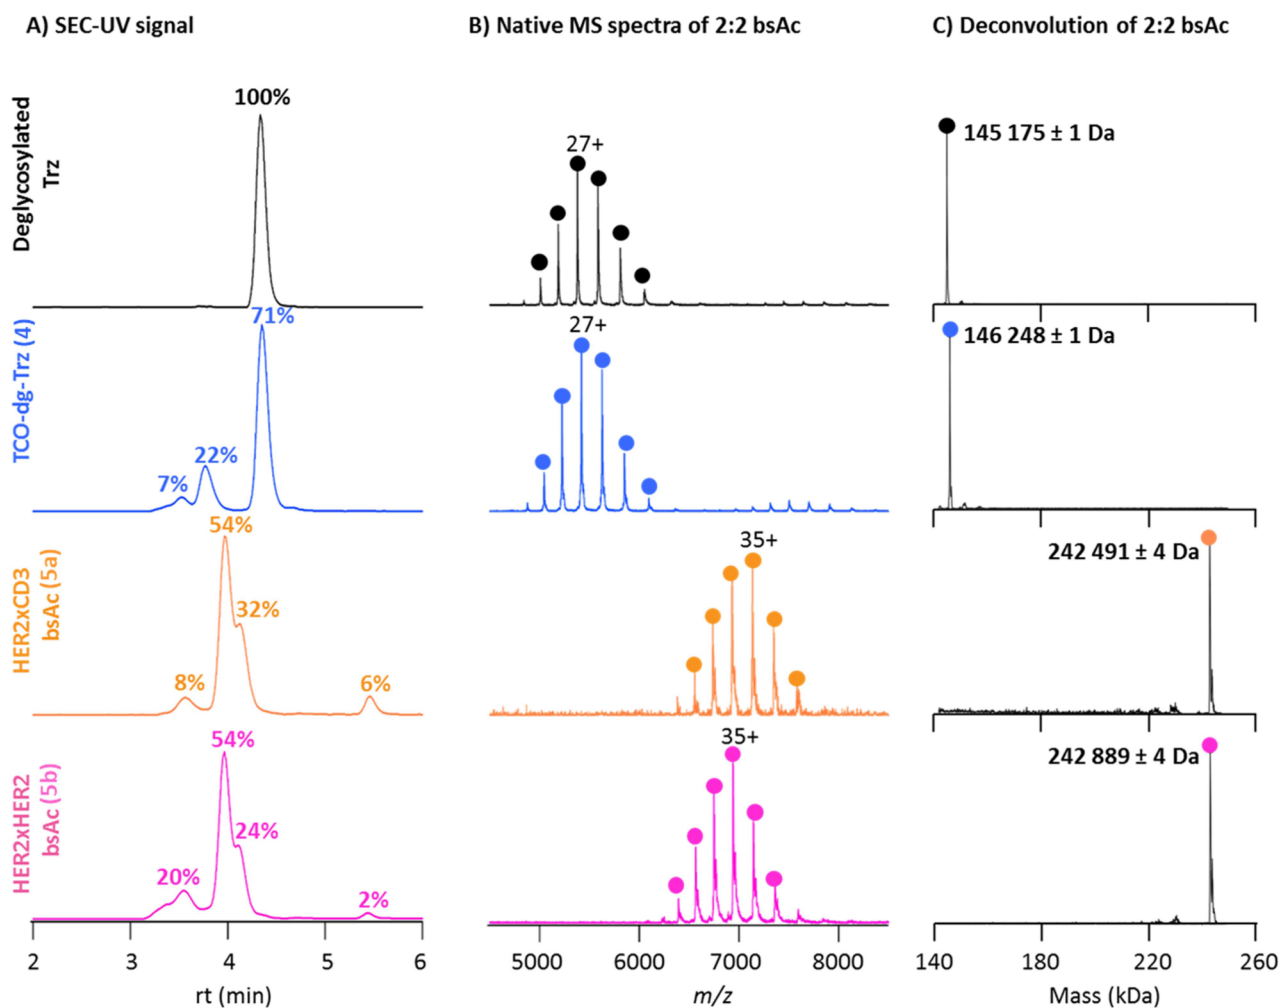 A) SEC-UV signal
B) Native MS spectra of 2:2 bsAc
C) Deconvolution of 2:2 bsAc
Deglycosylated
Trz
100%
27+
145 175 ± 1 Da
TCO-dg-Trz (4)
7%
22%
71%
27+
146 248 ± 1 Da
HER2xCD3
bsAc (5a)
8%
54%
32%
6%
35+
242 491 ± 4 Da
HER2xHER2
bsAc (5b)
20%
54%
24%
2%
35+
242 889 ± 4 Da
2 3 4 5 6
rt (min)
5000 6000 7000 8000
m/z
140 180 220 260
Mass (kDa)